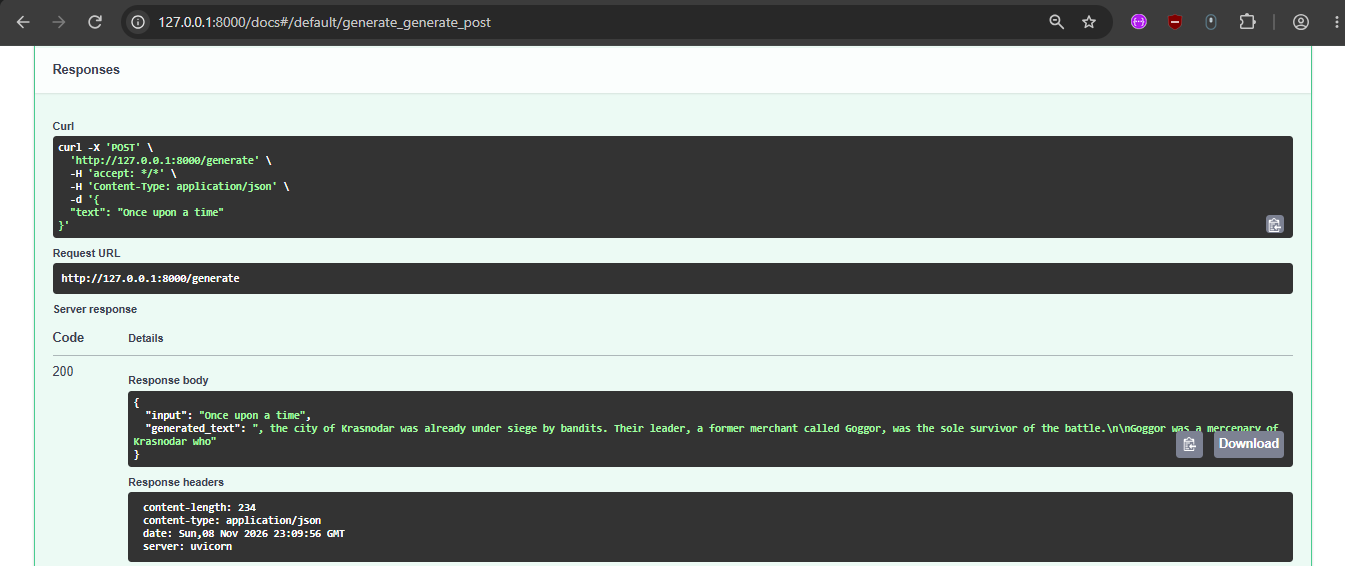 127.0.0.1:8000/docs#/default/generate_generate_post
Responses
Curl
curl -X 'POST' \
  'http://127.0.0.1:8000/generate' \
  -H 'accept: */*' \
  -H 'Content-Type: application/json' \
  -d '{
  "text": "Once upon a time"
}'
Request URL
http://127.0.0.1:8000/generate
Server response
Code Details
200
Response body
{
  "input": "Once upon a time",
  "generated_text": ", the city of Krasnodar was already under siege by bandits. Their leader, a former merchant called Goggor, was the sole survivor of the battle.\n\nGoggor was a mercenary of
Krasnodar who"
}
Download
Response headers
content-length: 234
content-type: application/json
date: Sun,08 Nov 2026 23:09:56 GMT
server: uvicorn